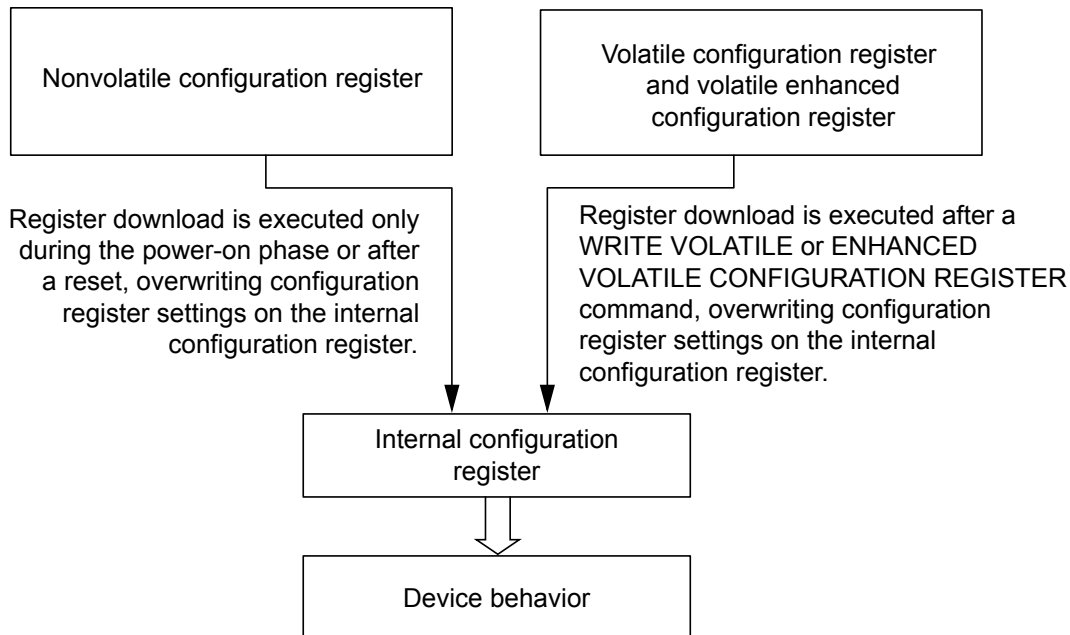 Nonvolatile configuration register
Volatile configuration register
and volatile enhanced
configuration register
Register download is executed only
during the power-on phase or after
a reset, overwriting configuration
register settings on the internal
configuration register.
Register download is executed after a
WRITE VOLATILE or ENHANCED
VOLATILE CONFIGURATION REGISTER
command, overwriting configuration
register settings on the internal
configuration register.
Internal configuration
register
Device behavior